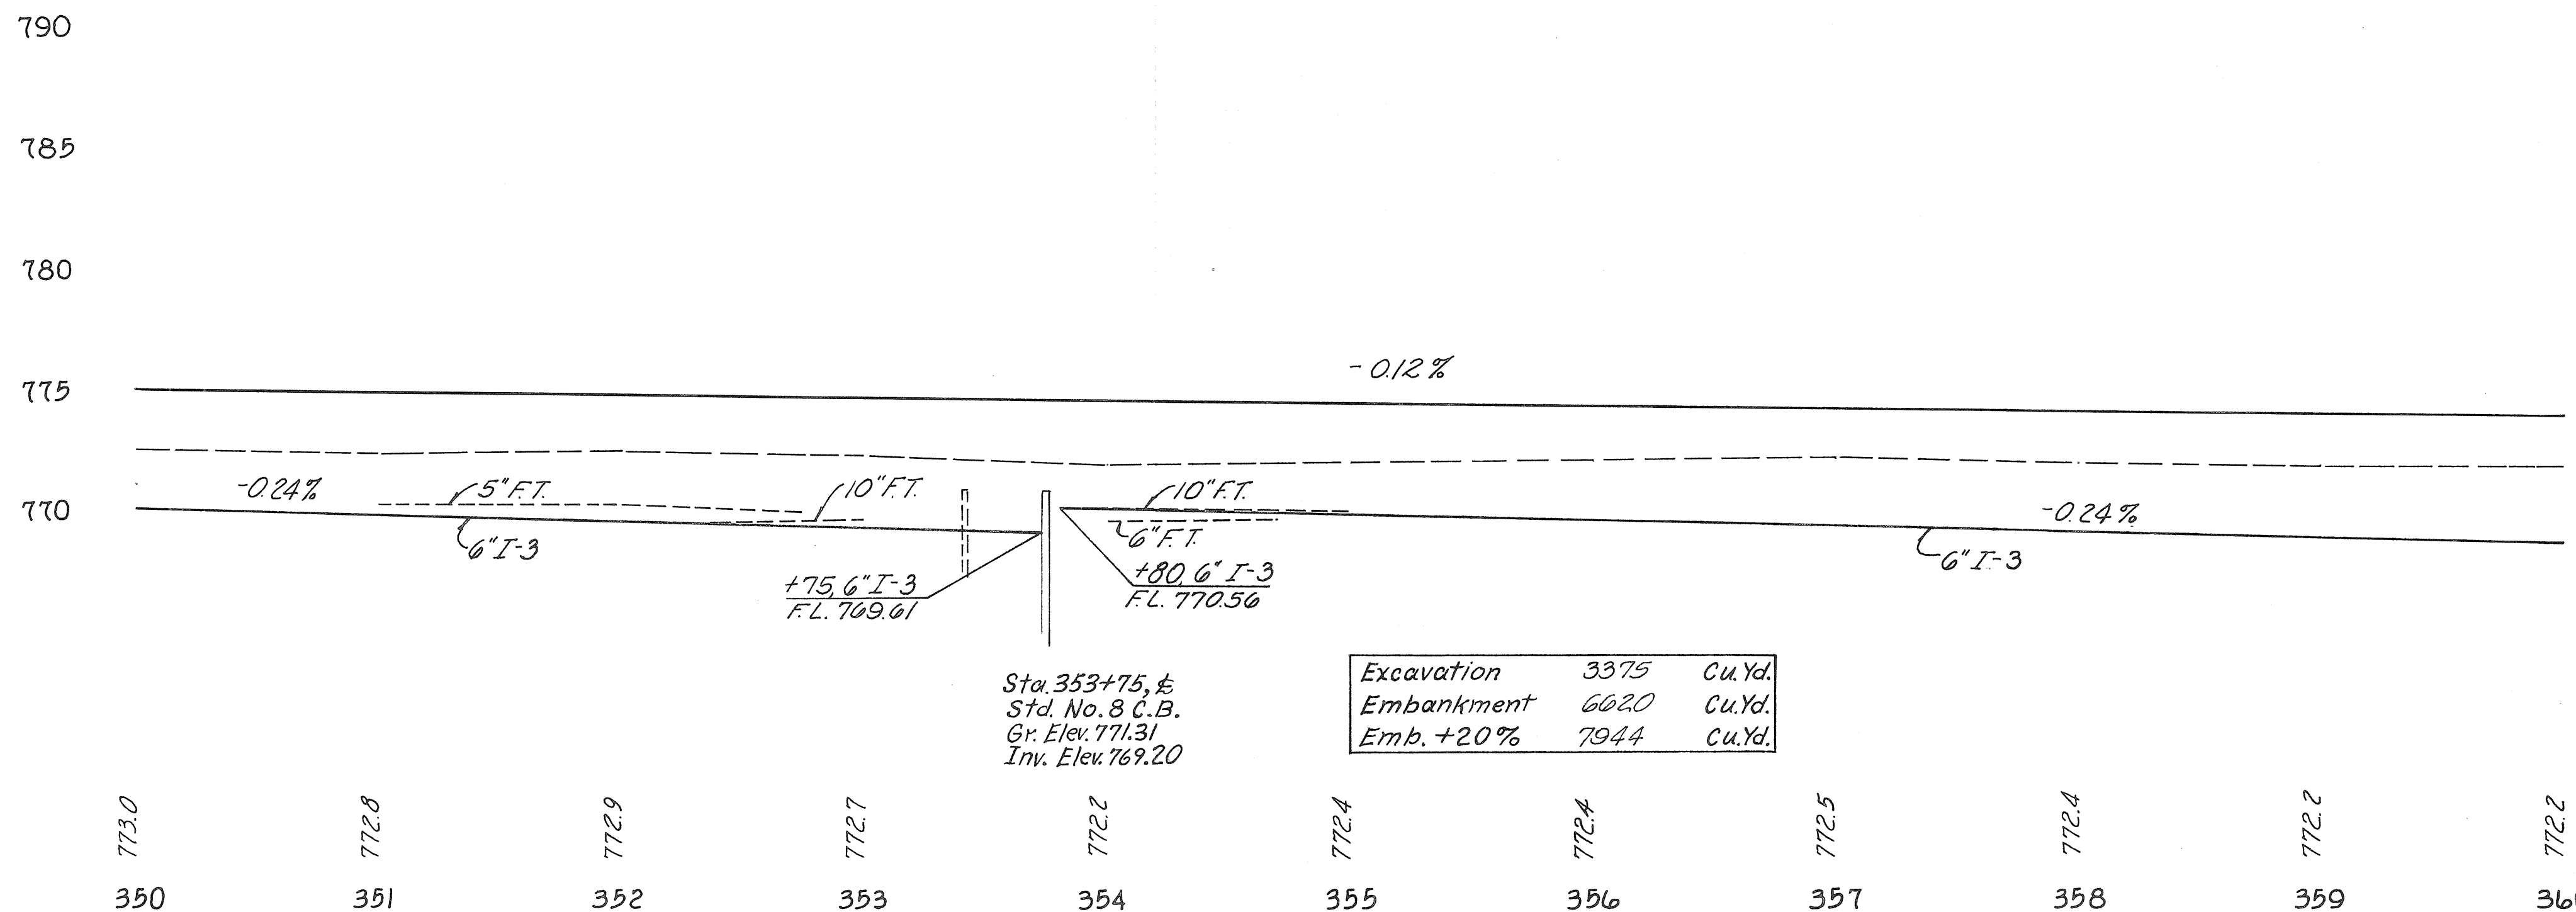 790
785
780
775
770
- 0.12 %
-0.24%
5" F.T.
10" F.T.
10" F.T.
-0.24%
6" I-3
6" F.T.
6" I-3
+75, 6" I-3
F.L. 769.61
+80, 6" I-3
F.L. 770.56
Sta. 353+75, ℄
Std. No. 8 C.B.
Gr. Elev. 771.31
Inv. Elev. 769.20
Excavation 3375 Cu. Yd.
Embankment 6620 Cu. Yd.
Emb. +20% 7944 Cu. Yd.
773.0 772.8 772.9 772.7 772.2 772.4 772.4 772.5 772.4 772.2 772.2
350 351 352 353 354 355 356 357 358 359